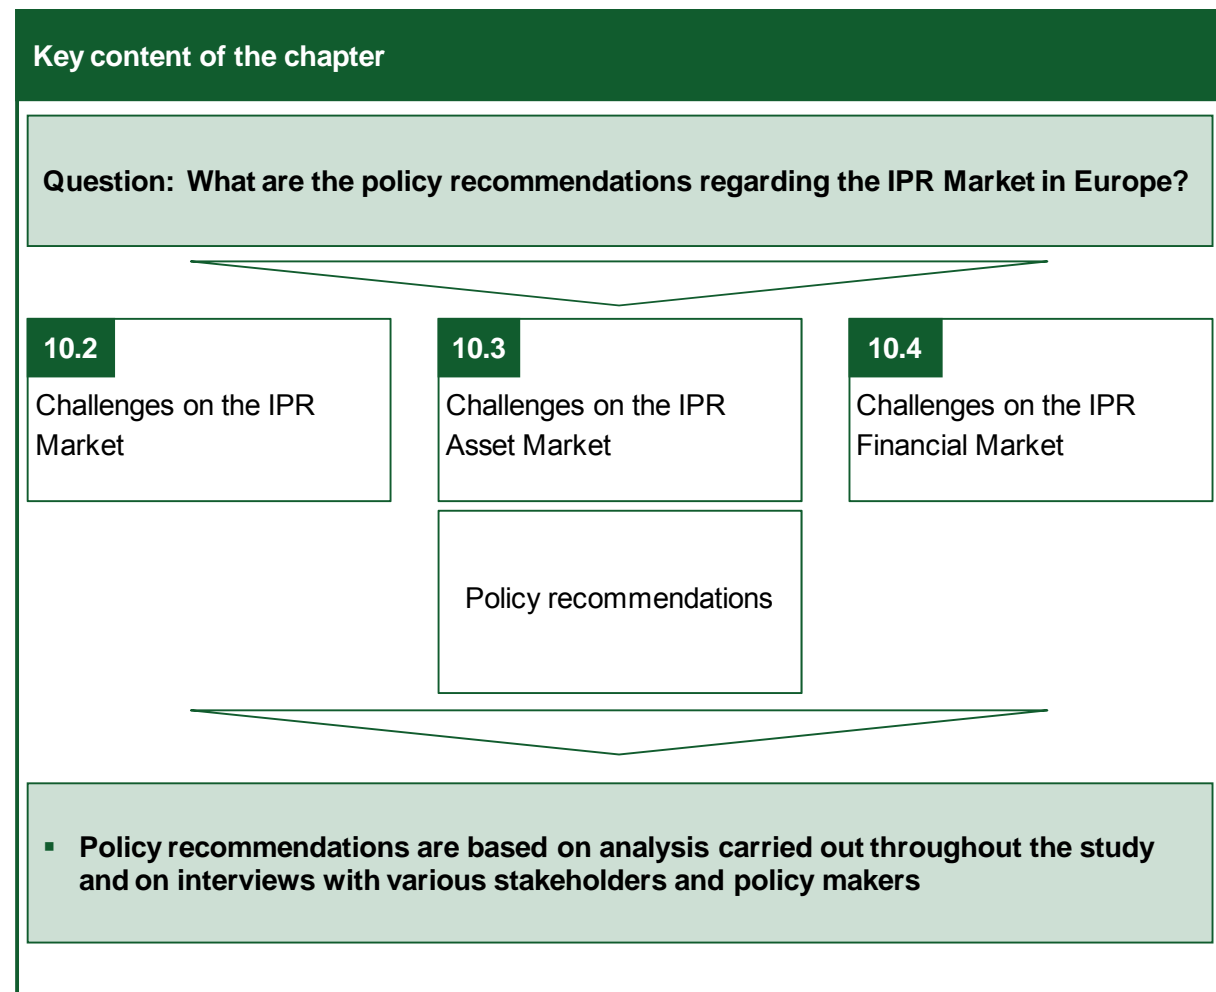 Key content of the chapter
Question: What are the policy recommendations regarding the IPR Market in Europe?
10.2
Challenges on the IPR
Market
10.3
Challenges on the IPR
Asset Market
10.4
Challenges on the IPR
Financial Market
Policy recommendations
▪ Policy recommendations are based on analysis carried out throughout the study
and on interviews with various stakeholders and policy makers